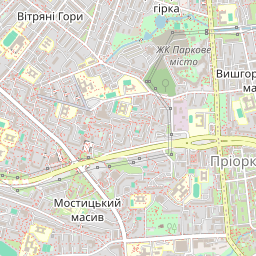 Вітряні Гори
гірка
ЖК Паркове
місто
Вишгор
ма
Пріорк
Мостицький
масив